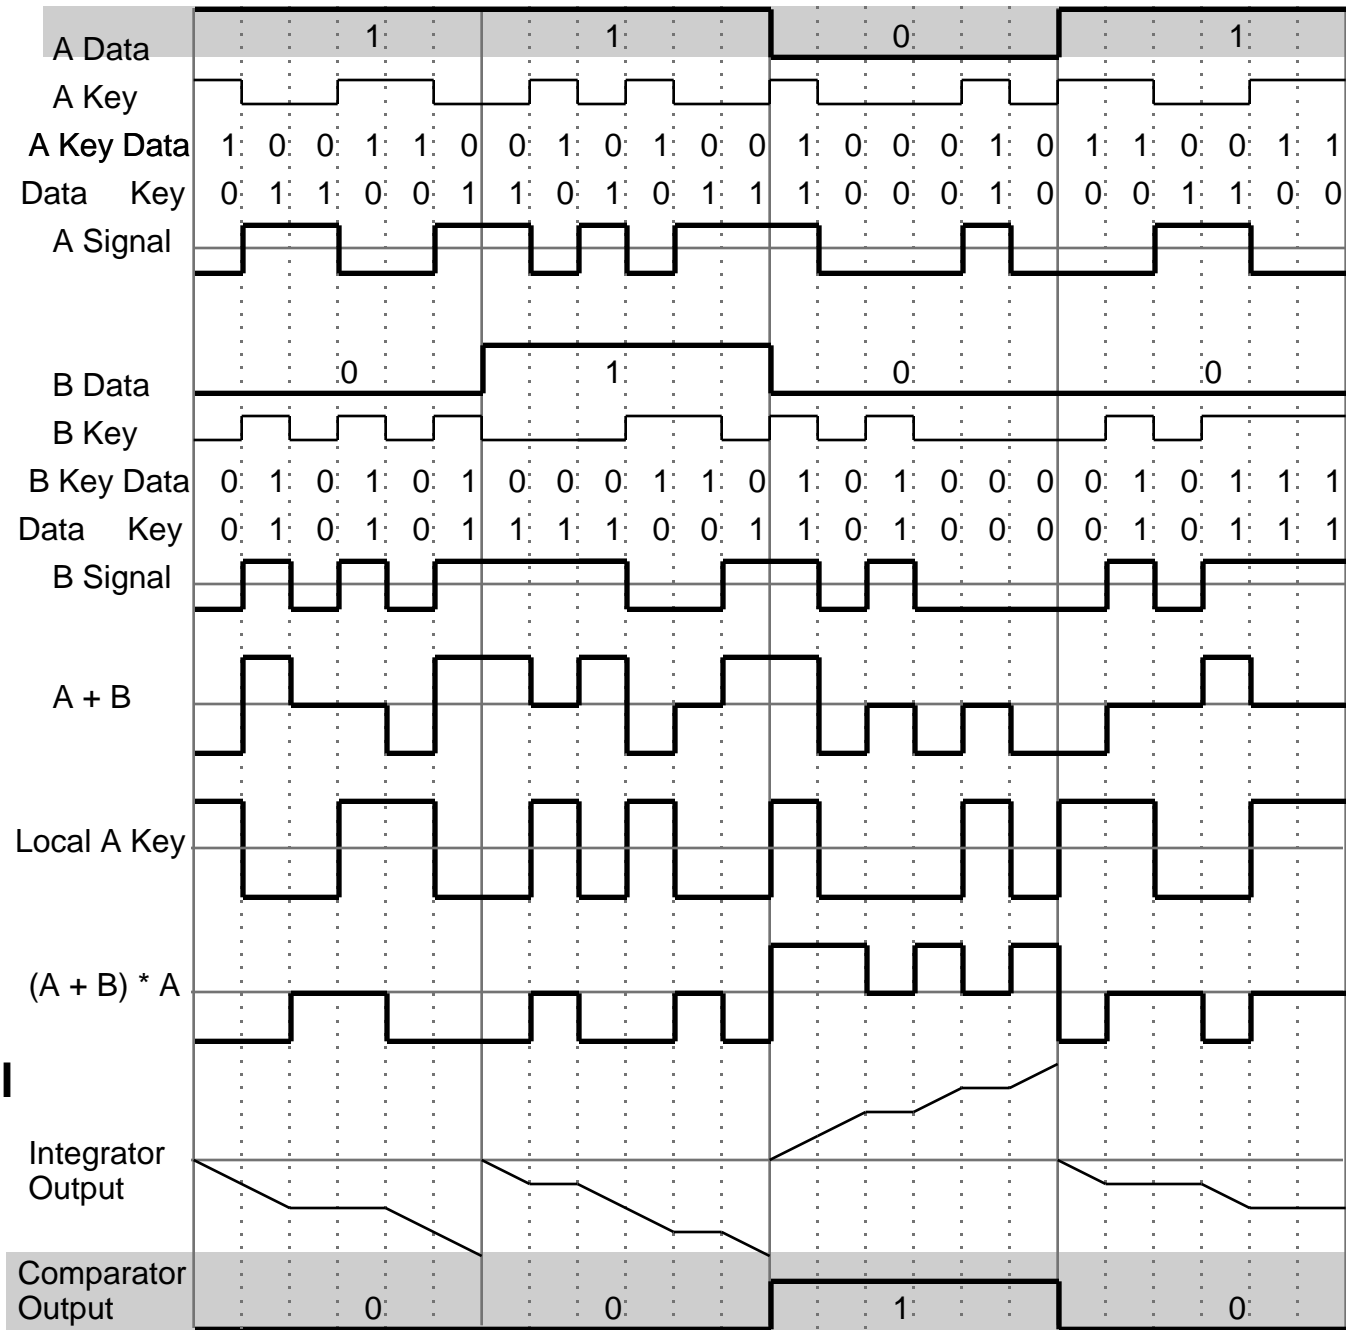 A Data 1 1 0 1
A Key
A Key Data 1 0 0 1 1 0 0 1 0 1 0 0 1 0 0 0 1 0 1 1 0 0 1 1
Data Key 0 1 1 0 0 1 1 0 1 0 1 1 1 0 0 0 1 0 0 0 1 1 0 0
A Signal
B Data 0 1 0 0
B Key
B Key Data 0 1 0 1 0 1 0 0 0 1 1 0 1 0 1 0 0 0 0 1 0 1 1 1
Data Key 0 1 0 1 0 1 1 1 1 0 0 1 1 0 1 0 0 0 0 1 0 1 1 1
B Signal
A + B
Local A Key
(A + B) * A
l
Integrator
Output
Comparator
Output 0 0 1 0